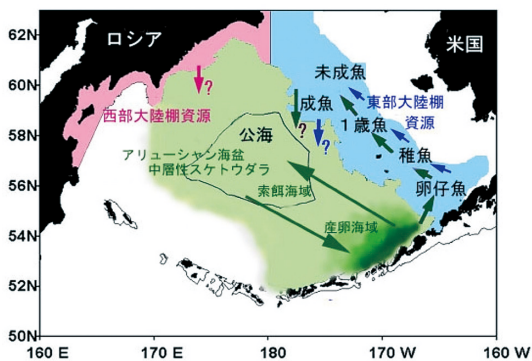 62N
60N
58N
56N
54N
52N
50N
ロシア
米国
未成魚
成魚
東部大陸棚
資源
?
西部大陸棚資源
?
?
1歳魚
公海
稚魚
アリューシャン海盆
中層性スケトウダラ
卵仔魚
索餌海域
産卵海域
160 E
170 E
180
170 W
160 W